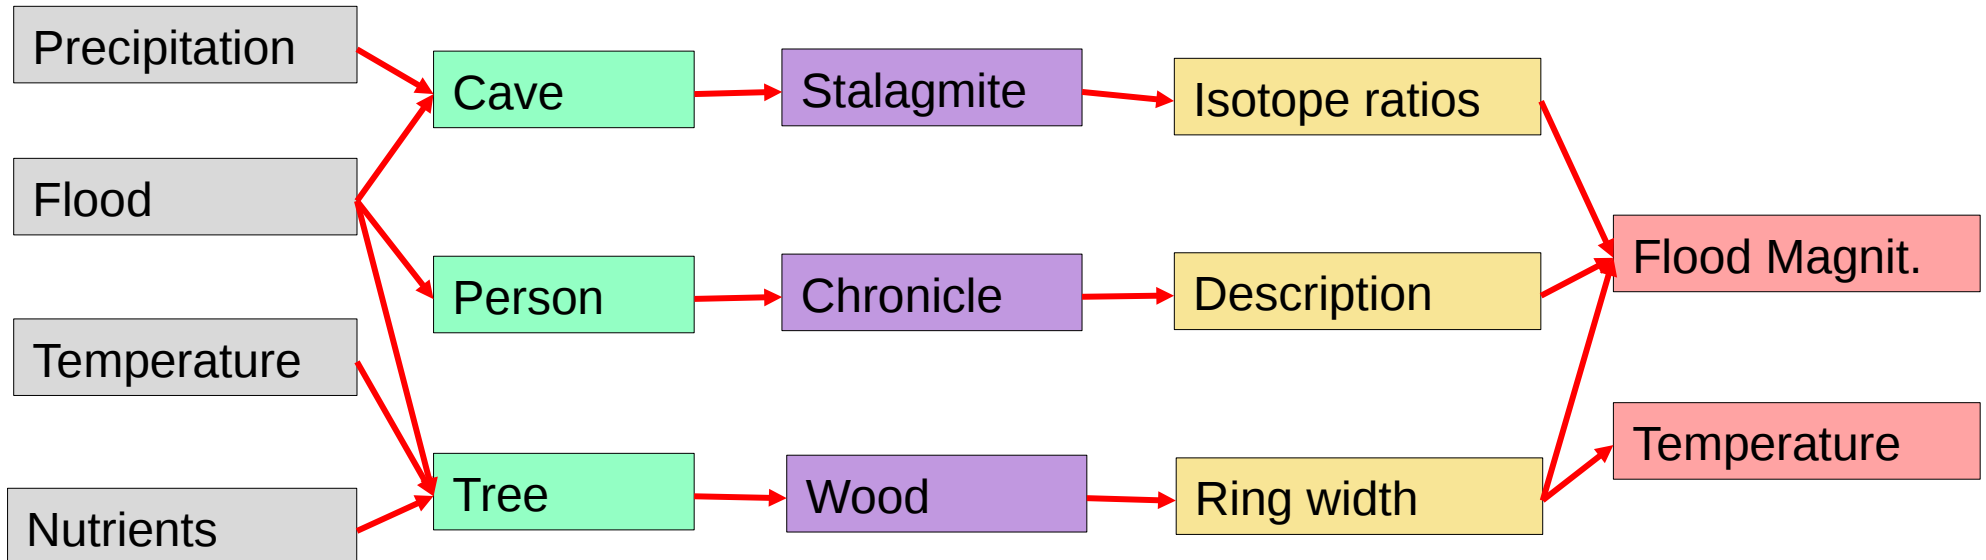 Precipitation
Cave
Stalagmite
Isotope ratios
Flood
Flood Magnit.
Person
Chronicle
Description
Temperature
Temperature
Tree
Wood
Ring width
Nutrients